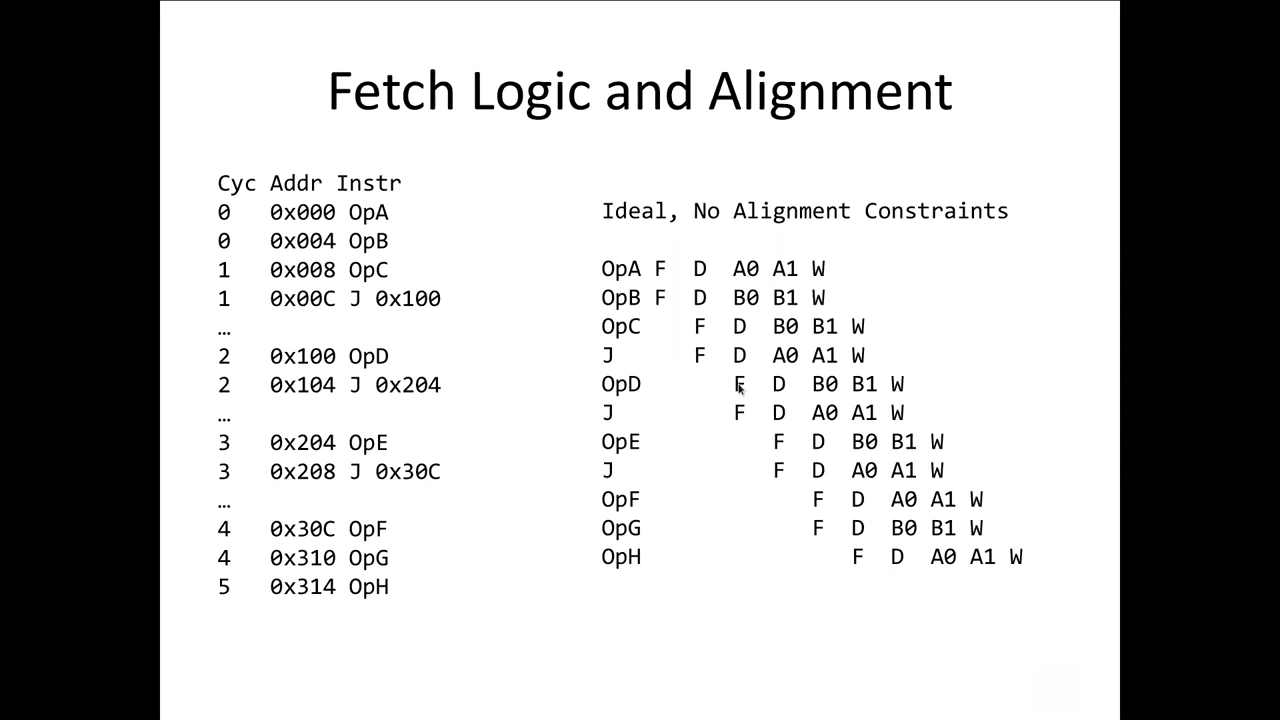 Fetch Logic and Alignment
Cyc Addr Instr
0 0x000 OpA
0 0x004 OpB
1 0x008 OpC
1 0x00C J 0x100
…
2 0x100 OpD
2 0x104 J 0x204
…
3 0x204 OpE
3 0x208 J 0x30C
…
4 0x30C OpF
4 0x310 OpG
5 0x314 OpH
Ideal, No Alignment Constraints
OpA F D A0 A1 W
OpB F D B0 B1 W
OpC F D B0 B1 W
J F D A0 A1 W
OpD F D B0 B1 W
J F D A0 A1 W
OpE F D B0 B1 W
J F D A0 A1 W
OpF F D A0 A1 W
OpG F D B0 B1 W
OpH F D A0 A1 W